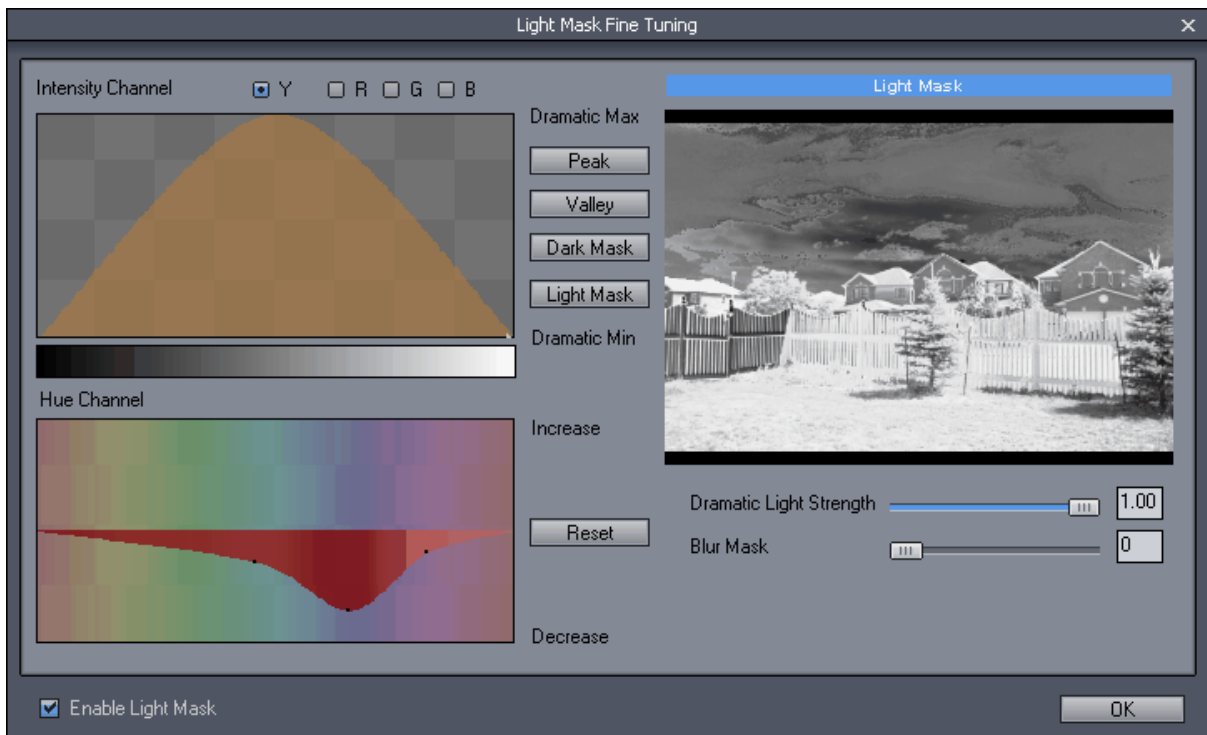 Light Mask Fine Tuning
Intensity Channel
Y R G B
Light Mask
Dramatic Max
Peak
Valley
Dark Mask
Light Mask
Dramatic Min
Hue Channel
Increase
Reset
Decrease
Dramatic Light Strength 1.00
Blur Mask 0
Enable Light Mask
OK